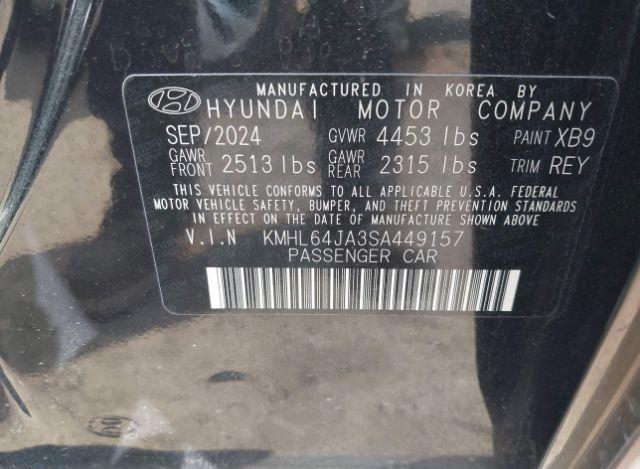 MANUFACTURED IN KOREA BY
HYUNDAI MOTOR COMPANY
SEP/2024 GVWR 4453 lbs PAINT XB9
GAWR FRONT 2513 lbs GAWR REAR 2315 lbs TRIM REY
THIS VEHICLE CONFORMS TO ALL APPLICABLE U.S.A. FEDERAL
MOTOR VEHICLE SAFETY, BUMPER, AND THEFT PREVENTION STANDARDS
IN EFFECT ON THE DATE OF MANUFACTURE SHOWN ABOVE
V.I.N KMHL64JA3SA449157
PASSENGER CAR